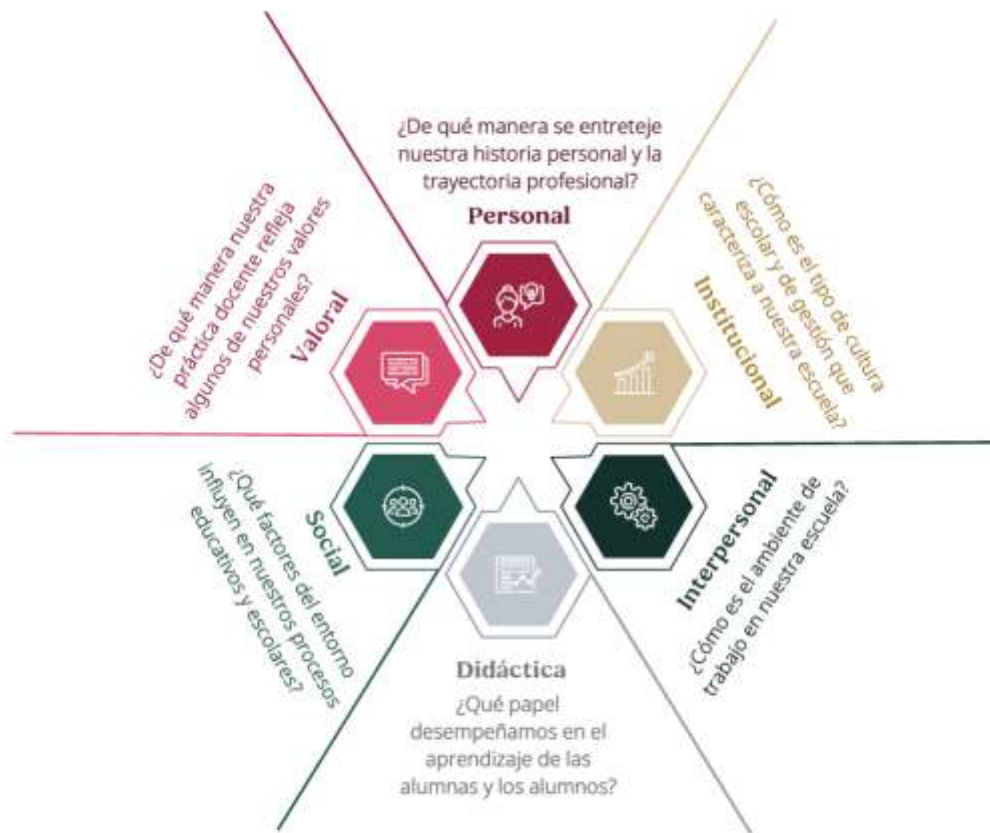 ¿De qué manera se entreteje
nuestra historia personal y la
trayectoria profesional?
Personal
¿Cómo es el tipo de cultura
escolar y de gestión que
caracteriza a nuestra escuela?
Institucional
Interpersonal
¿Cómo es el ambiente de
trabajo en nuestra escuela?
Didáctica
¿Qué papel
desempeñamos en el
aprendizaje de las
alumnas y los alumnos?
Social
¿Qué factores del entorno
influyen en nuestros procesos
educativos y escolares?
¿De qué manera nuestra
práctica docente refleja
algunos de nuestros valores
personales?
Valoral